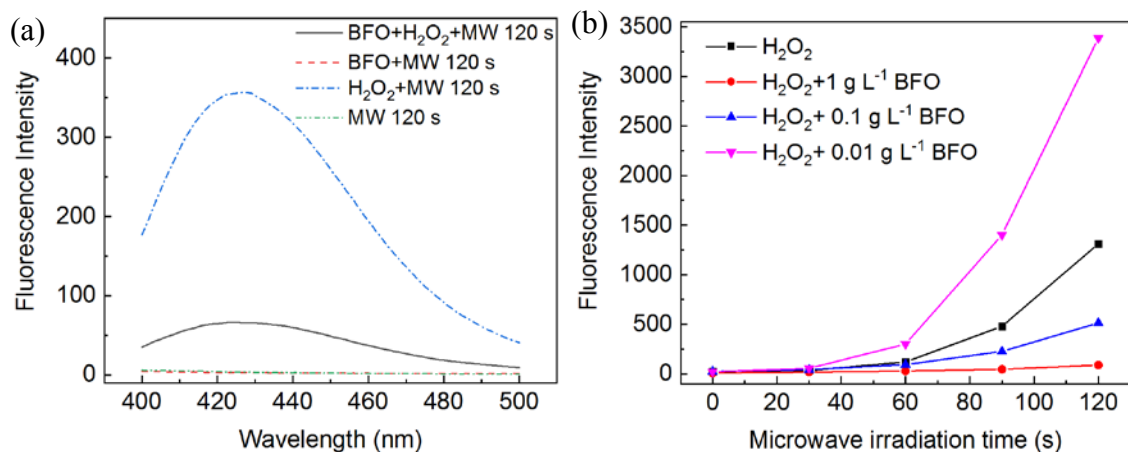 (a)
BFO+H₂O₂+MW 120 s
BFO+MW 120 s
H₂O₂+MW 120 s
MW 120 s
400
300
200
100
0
Fluorescence Intensity
400 420 440 460 480 500
Wavelength (nm)
(b)
H₂O₂
H₂O₂+1 g L⁻¹ BFO
H₂O₂+ 0.1 g L⁻¹ BFO
H₂O₂+ 0.01 g L⁻¹ BFO
3500
3000
2500
2000
1500
1000
500
0
Fluorescence Intensity
0 20 40 60 80 100 120
Microwave irradiation time (s)